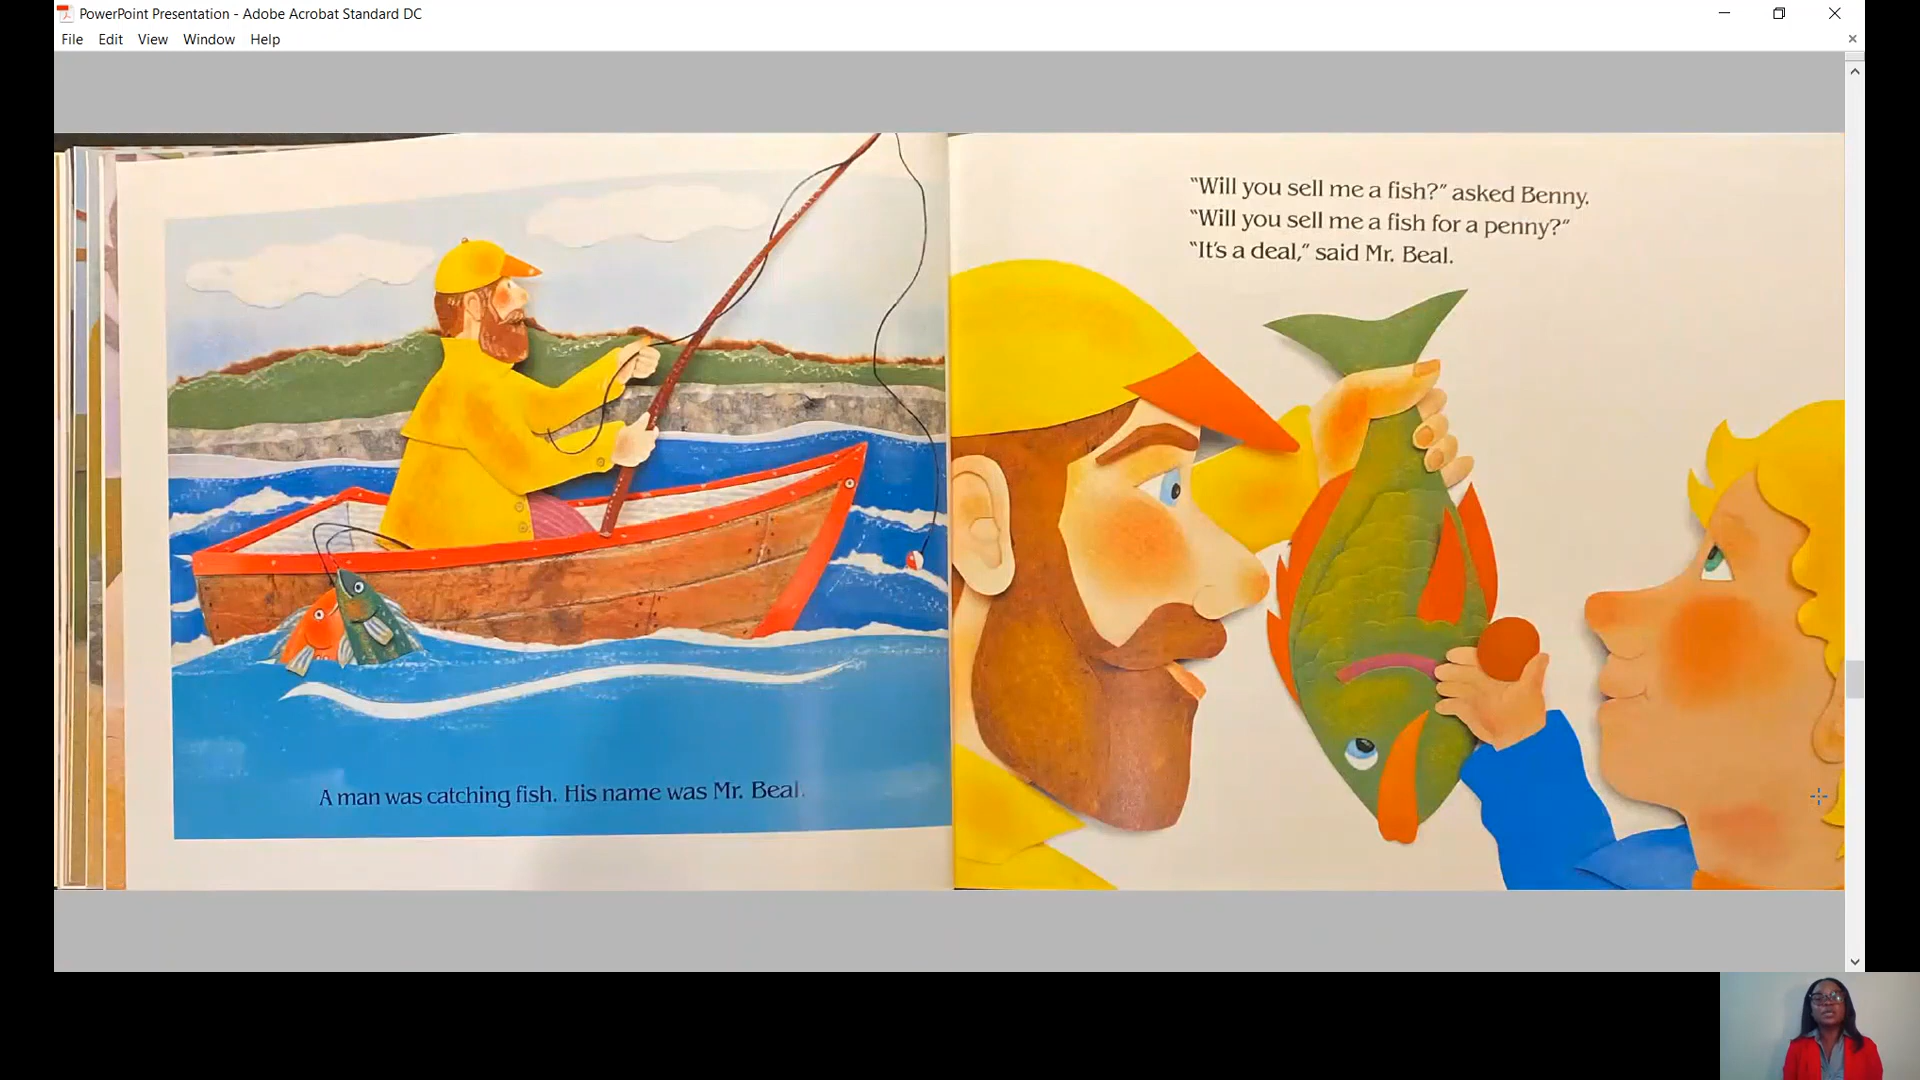 PowerPoint Presentation - Adobe Acrobat Standard DC
File Edit View Window Help
A man was catching fish. His name was Mr. Beal.
“Will you sell me a fish?” asked Benny.
“Will you sell me a fish for a penny?”
“It's a deal,” said Mr. Beal.